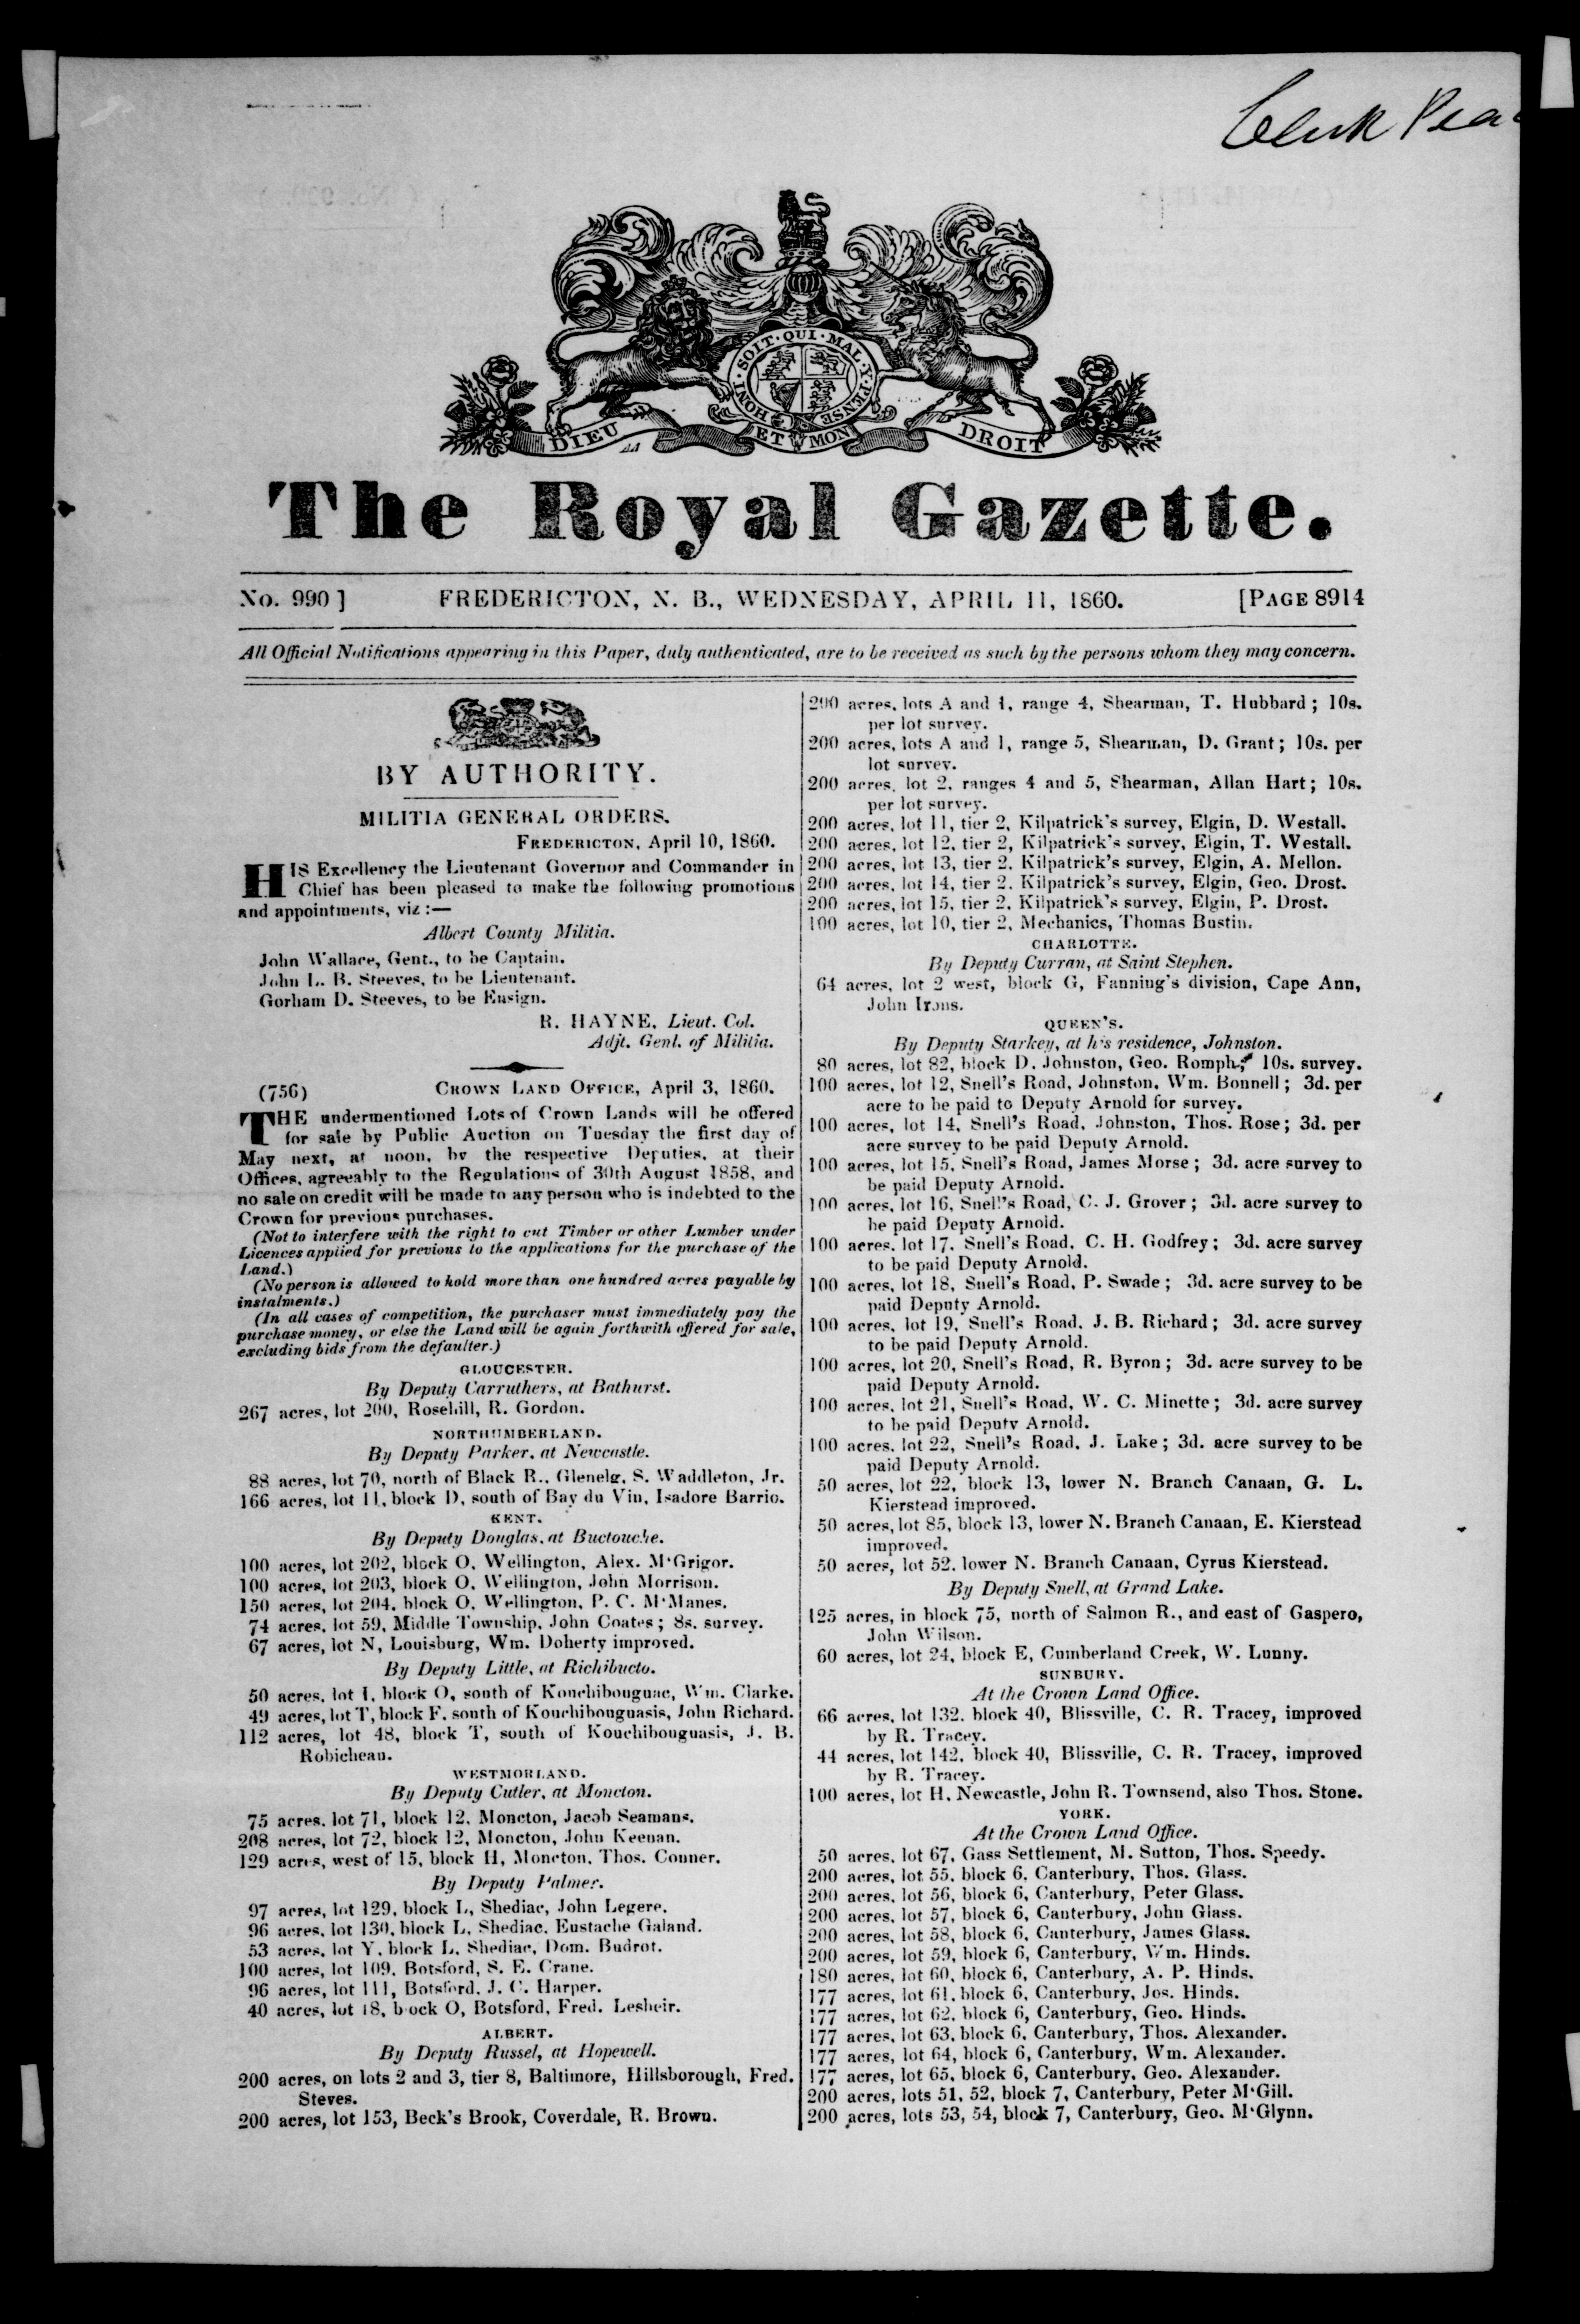 Clerk
HONI · SOIT · QUI · MAL · Y · PENSE
DIEU ET MON DROIT
The Royal Gazette.
No. 990 ] FREDERICTON, N. B., WEDNESDAY, APRIL 11, 1860. [PAGE 8914
All Official Notifications appearing in this Paper, duly authenticated, are to be received as such by the persons whom they may concern.
BY AUTHORITY.
MILITIA GENERAL ORDERS.
FREDERICTON, April 10, 1860.
HIS Excellency the Lieutenant Governor and Commander in
Chief has been pleased to make the following promotions
and appointments, viz :—
Albert County Militia.
John Wallace, Gent., to be Captain.
John L. B. Steeves, to be Lieutenant.
Gorham D. Steeves, to be Ensign.
R. HAYNE, Lieut. Col.
Adjt. Genl. of Militia.
(756) CROWN LAND OFFICE, April 3, 1860.
THE undermentioned Lots of Crown Lands will be offered
for sale by Public Auction on Tuesday the first day of
May next, at noon, by the respective Deputies, at their
Offices, agreeably to the Regulations of 30th August 1858, and
no sale on credit will be made to any person who is indebted to the
Crown for previous purchases.
(Not to interfere with the right to cut Timber or other Lumber under
Licences applied for previous to the applications for the purchase of the
Land.)
(No person is allowed to hold more than one hundred acres payable by
instalments.)
(In all cases of competition, the purchaser must immediately pay the
purchase money, or else the Land will be again forthwith offered for sale,
excluding bids from the defaulter.)
GLOUCESTER.
By Deputy Carruthers, at Bathurst.
267 acres, lot 200, Rosehill, R. Gordon.
NORTHUMBERLAND.
By Deputy Parker, at Newcastle.
88 acres, lot 70, north of Black R., Glenelg, S. Waddleton, Jr.
166 acres, lot 11, block D, south of Bay du Vin, Isadore Barrio.
KENT.
By Deputy Douglas, at Buctouche.
100 acres, lot 202, block O, Wellington, Alex. M'Grigor.
100 acres, lot 203, block O, Wellington, John Morrison.
150 acres, lot 204, block O, Wellington, P. C. M'Manes.
74 acres, lot 59, Middle Township, John Coates ; 8s. survey.
67 acres, lot N, Louisburg, Wm. Doherty improved.
By Deputy Little, at Richibucto.
50 acres, lot I, block O, south of Kouchibouguac, Wm. Clarke.
49 acres, lot T, block F, south of Kouchibouguasis, John Richard.
112 acres, lot 48, block T, south of Kouchibouguasis, J. B.
Robicheau.
WESTMORLAND.
By Deputy Cutler, at Moncton.
75 acres, lot 71, block 12, Moncton, Jacob Seamans.
208 acres, lot 72, block 12, Moncton, John Keenan.
129 acres, west of 15, block H, Moncton, Thos. Conner.
By Deputy Palmer.
97 acres, lot 129, block L, Shediac, John Legere.
96 acres, lot 130, block L, Shediac, Eustache Galand.
53 acres, lot Y, block L, Shediac, Dom. Budrot.
100 acres, lot 109, Botsford, S. E. Crane.
96 acres, lot 111, Botsford, J. C. Harper.
40 acres, lot 18, block O, Botsford, Fred. Lesheir.
ALBERT.
By Deputy Russel, at Hopewell.
200 acres, on lots 2 and 3, tier 8, Baltimore, Hillsborough, Fred.
Steves.
200 acres, lot 153, Beck's Brook, Coverdale, R. Brown.
200 acres, lots A and 1, range 4, Shearman, T. Hubbard ; 10s.
per lot survey.
200 acres, lots A and 1, range 5, Shearman, D. Grant ; 10s. per
lot survey.
200 acres, lot 2, ranges 4 and 5, Shearman, Allan Hart ; 10s.
per lot survey.
200 acres, lot 11, tier 2, Kilpatrick's survey, Elgin, D. Westall.
200 acres, lot 12, tier 2, Kilpatrick's survey, Elgin, T. Westall.
200 acres, lot 13, tier 2, Kilpatrick's survey, Elgin, A. Mellon.
200 acres, lot 14, tier 2, Kilpatrick's survey, Elgin, Geo. Drost.
200 acres, lot 15, tier 2, Kilpatrick's survey, Elgin, P. Drost.
100 acres, lot 10, tier 2, Mechanics, Thomas Bustin.
CHARLOTTE.
By Deputy Curran, at Saint Stephen.
64 acres, lot 2 west, block G, Fanning's division, Cape Ann,
John Irons.
QUEEN'S.
By Deputy Starkey, at his residence, Johnston.
80 acres, lot 82, block D, Johnston, Geo. Romph ; 10s. survey.
100 acres, lot 12, Snell's Road, Johnston, Wm. Bonnell ; 3d. per
acre to be paid to Deputy Arnold for survey.
100 acres, lot 14, Snell's Road, Johnston, Thos. Rose ; 3d. per
acre survey to be paid Deputy Arnold.
100 acres, lot 15, Snell's Road, James Morse ; 3d. acre survey to
be paid Deputy Arnold.
100 acres, lot 16, Snell's Road, C. J. Grover ; 3d. acre survey to
be paid Deputy Arnold.
100 acres, lot 17, Snell's Road, C. H. Godfrey ; 3d. acre survey
to be paid Deputy Arnold.
100 acres, lot 18, Snell's Road, P. Swade ; 3d. acre survey to be
paid Deputy Arnold.
100 acres, lot 19, Snell's Road, J. B. Richard ; 3d. acre survey
to be paid Deputy Arnold.
100 acres, lot 20, Snell's Road, R. Byron ; 3d. acre survey to be
paid Deputy Arnold.
100 acres, lot 21, Snell's Road, W. C. Minette ; 3d. acre survey
to be paid Deputy Arnold.
100 acres, lot 22, Snell's Road, J. Lake ; 3d. acre survey to be
paid Deputy Arnold.
50 acres, lot 22, block 13, lower N. Branch Canaan, G. L.
Kierstead improved.
50 acres, lot 85, block 13, lower N. Branch Canaan, E. Kierstead
improved.
50 acres, lot 52, lower N. Branch Canaan, Cyrus Kierstead.
By Deputy Snell, at Grand Lake.
125 acres, in block 75, north of Salmon R., and east of Gaspero,
John Wilson.
60 acres, lot 24, block E, Cumberland Creek, W. Lunny.
SUNBURY.
At the Crown Land Office.
66 acres, lot 132, block 40, Blissville, C. R. Tracey, improved
by R. Tracey.
44 acres, lot 142, block 40, Blissville, C. R. Tracey, improved
by R. Tracey.
100 acres, lot H, Newcastle, John R. Townsend, also Thos. Stone.
YORK.
At the Crown Land Office.
50 acres, lot 67, Gass Settlement, M. Sutton, Thos. Speedy.
200 acres, lot 55, block 6, Canterbury, Thos. Glass.
200 acres, lot 56, block 6, Canterbury, Peter Glass.
200 acres, lot 57, block 6, Canterbury, John Glass.
200 acres, lot 58, block 6, Canterbury, James Glass.
200 acres, lot 59, block 6, Canterbury, Wm. Hinds.
180 acres, lot 60, block 6, Canterbury, A. P. Hinds.
177 acres, lot 61, block 6, Canterbury, Jos. Hinds.
177 acres, lot 62, block 6, Canterbury, Geo. Hinds.
177 acres, lot 63, block 6, Canterbury, Thos. Alexander.
177 acres, lot 64, block 6, Canterbury, Wm. Alexander.
177 acres, lot 65, block 6, Canterbury, Geo. Alexander.
200 acres, lots 51, 52, block 7, Canterbury, Peter M'Gill.
200 acres, lots 53, 54, block 7, Canterbury, Geo. M'Glynn.